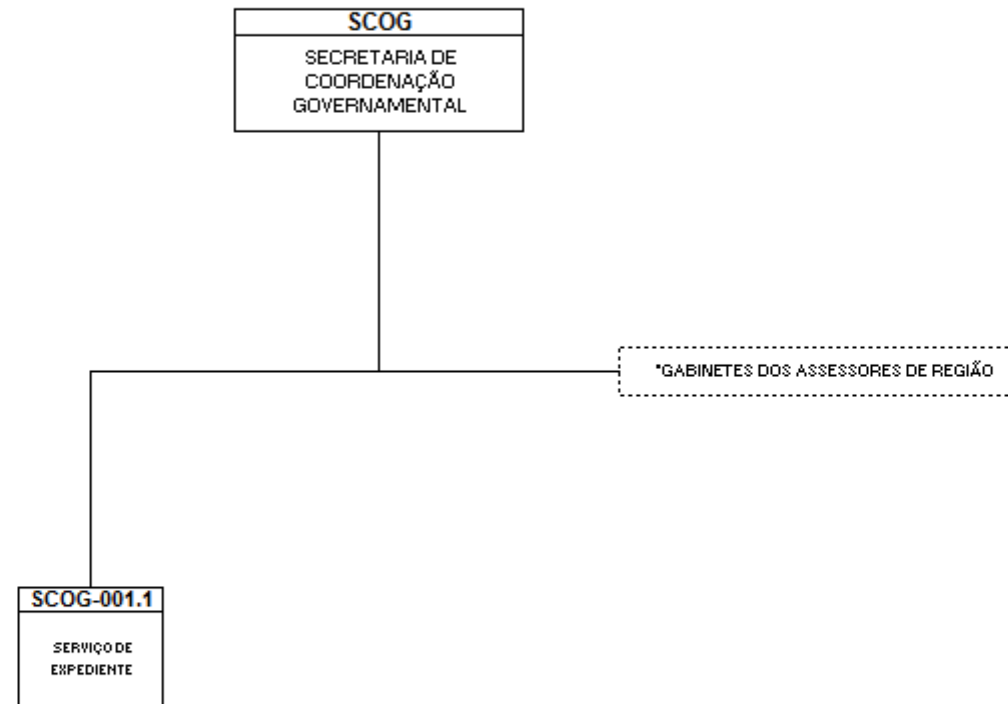 SCOG
SECRETARIA DE
COORDENAÇÃO
GOVERNAMENTAL
*GABINETES DOS ASSESSORES DE REGIÃO
SCOG-001.1
SERVIÇO DE
EXPEDIENTE